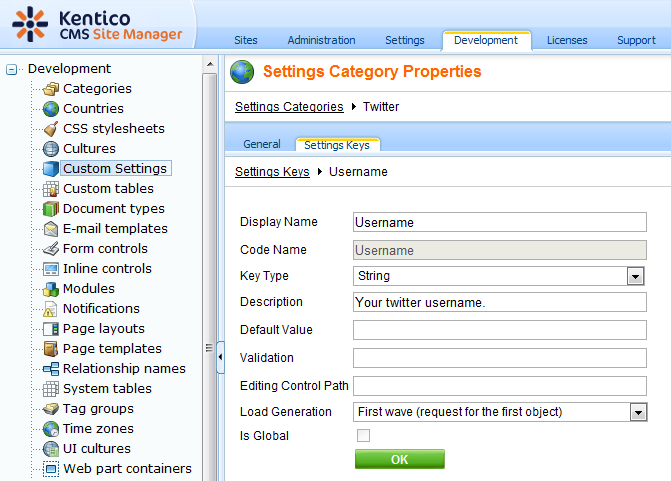 Kentico
CMS Site Manager
Sites Administration Settings Development Licenses Support
Development
Categories
Countries
CSS stylesheets
Cultures
Custom Settings
Custom tables
Document types
E-mail templates
Form controls
Inline controls
Modules
Notifications
Page layouts
Page templates
Relationship names
System tables
Tag groups
Time zones
UI cultures
Web part containers
Settings Category Properties
Settings Categories Twitter
General Settings Keys
Settings Keys Username
Display Name Username
Code Name Username
Key Type String
Description Your twitter username.
Default Value
Validation
Editing Control Path
Load Generation First wave (request for the first object)
Is Global
OK